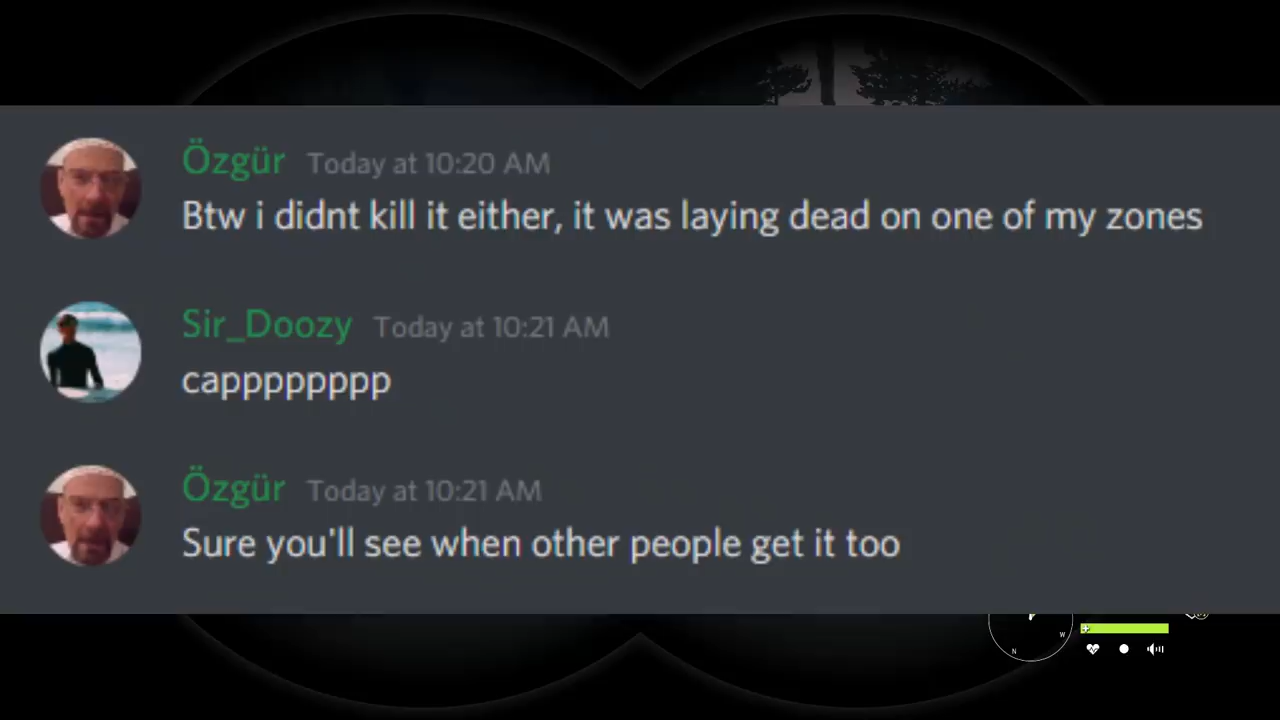 Özgür Today at 10:20 AM
Btw i didnt kill it either, it was laying dead on one of my zones
Sir_Doozy Today at 10:21 AM
capppppppp
Özgür Today at 10:21 AM
Sure you'll see when other people get it too
W
N